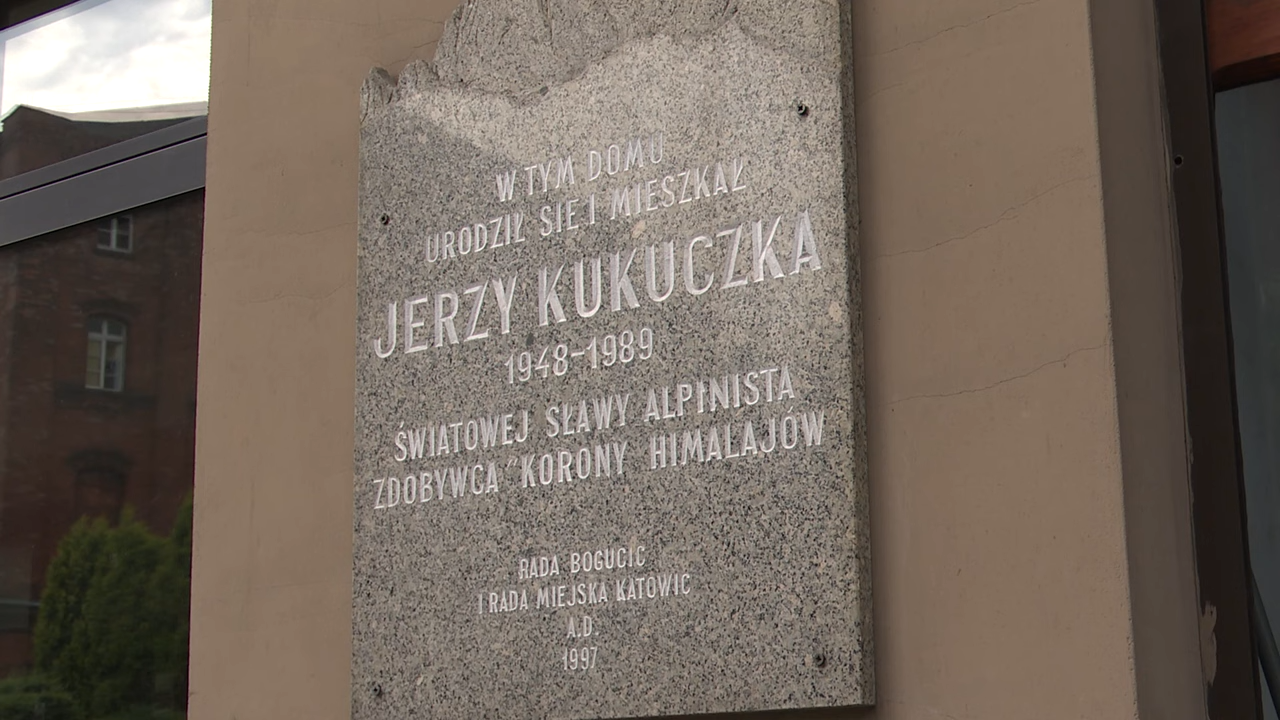 W TYM DOMU
URODZIŁ SIĘ I MIESZKAŁ
JERZY KUKUCZKA
1948-1989
ŚWIATOWEJ SŁAWY ALPINISTA
ZDOBYWCA "KORONY HIMALAJÓW
RADA BOGUCIC
I RADA MIEJSKA KATOWIC
A.D.
1997